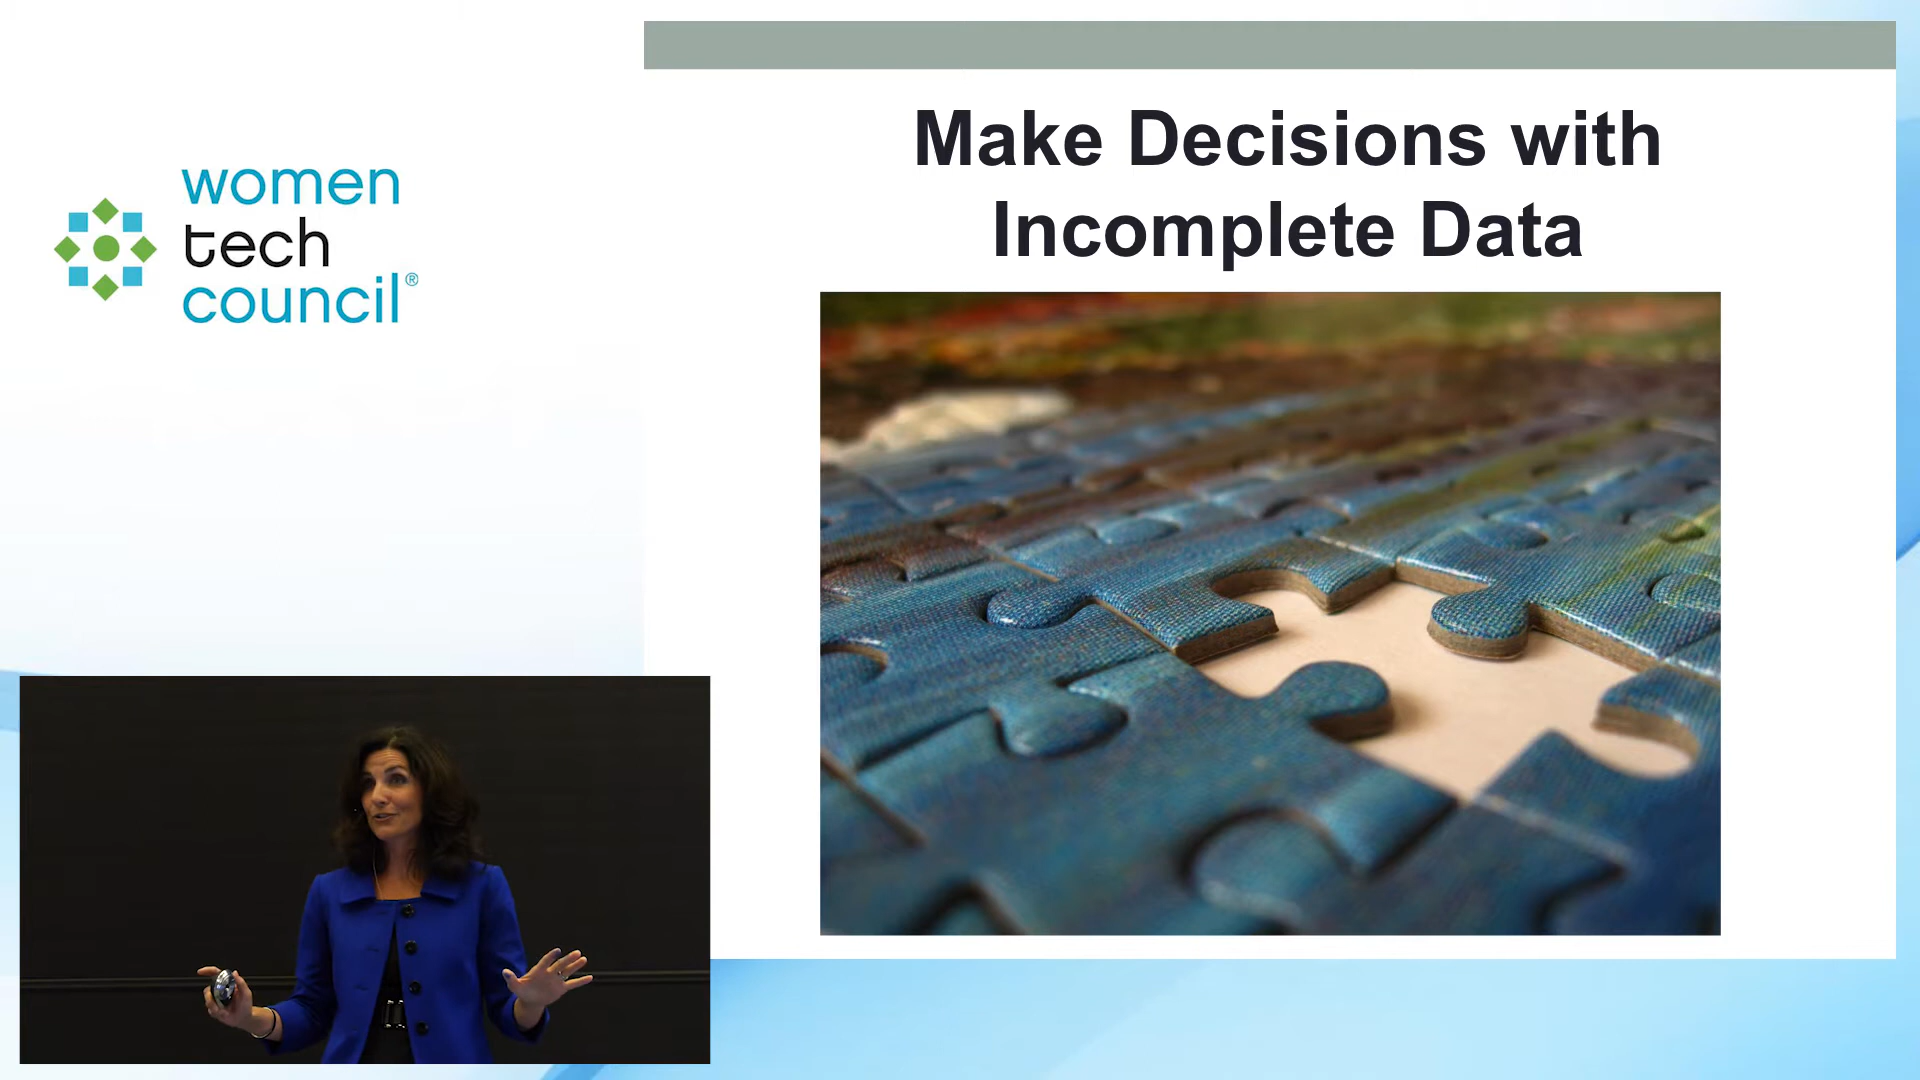 women
tech
council®
Make Decisions with
Incomplete Data